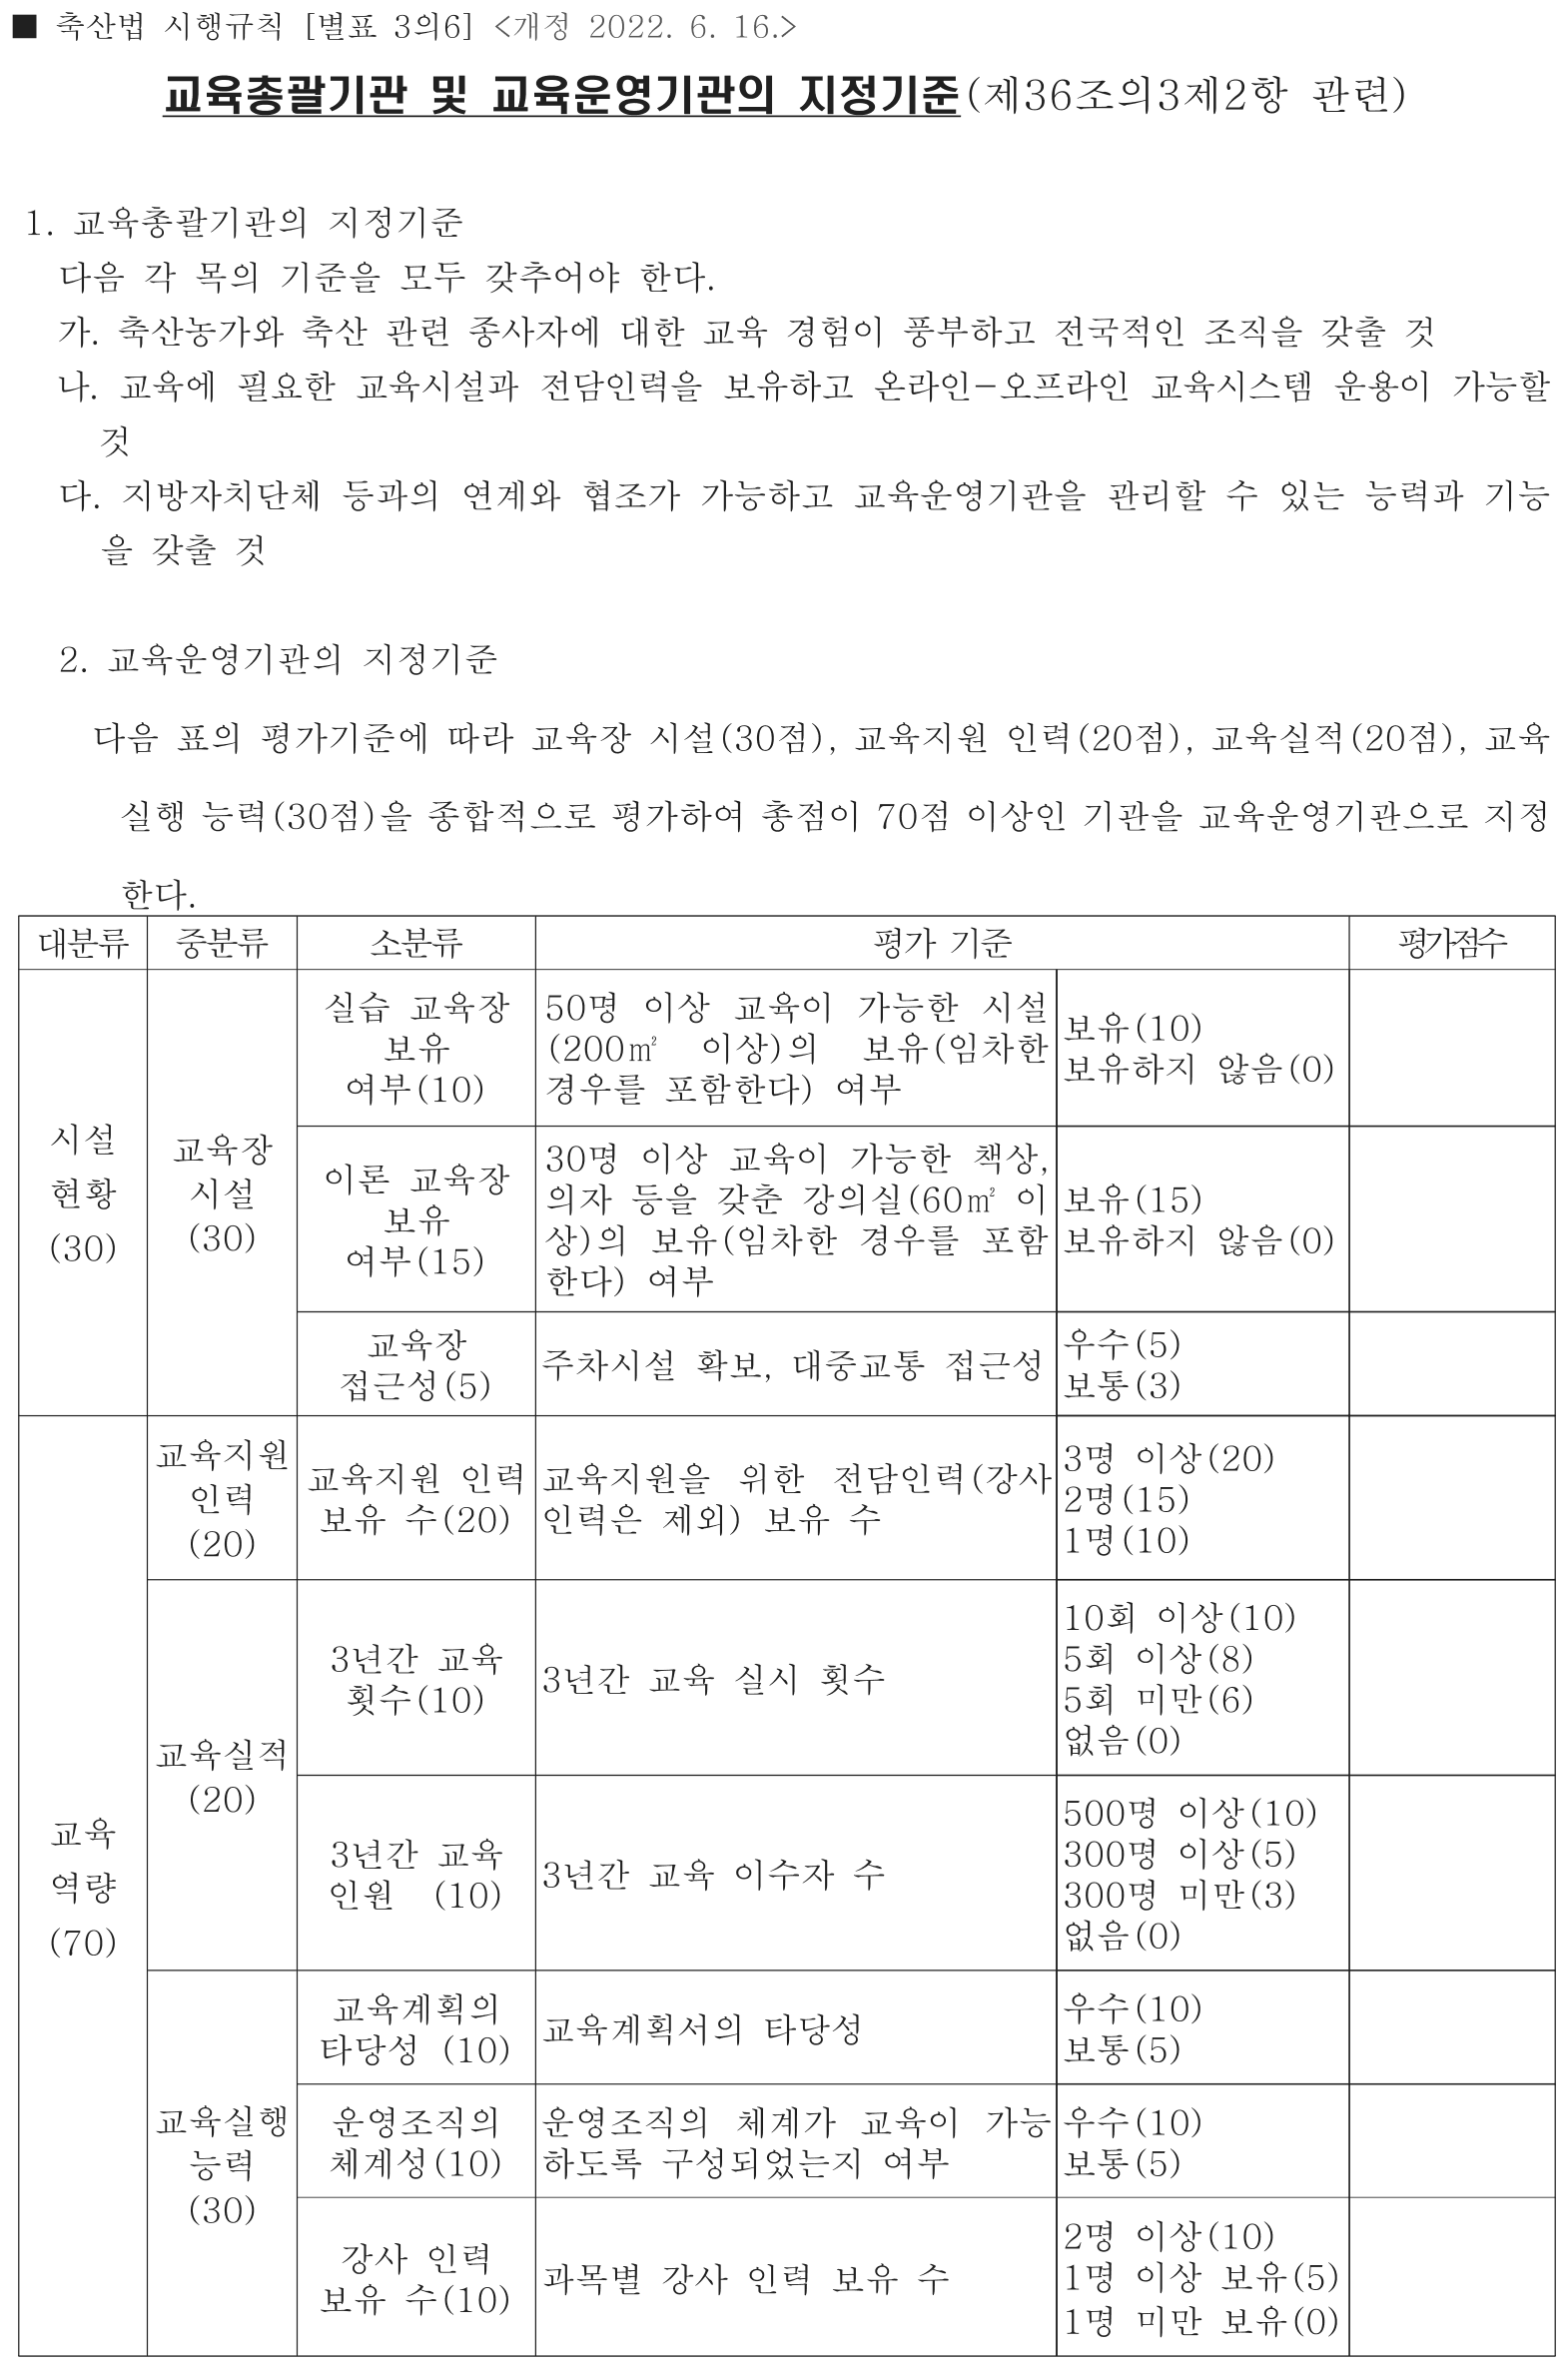 ■ 축산법 시행규칙 [별표 3의6] <개정 2022. 6. 16.>
교육총괄기관 및 교육운영기관의 지정기준(제36조의3제2항 관련)
1. 교육총괄기관의 지정기준
다음 각 목의 기준을 모두 갖추어야 한다.
가. 축산농가와 축산 관련 종사자에 대한 교육 경험이 풍부하고 전국적인 조직을 갖출 것
나. 교육에 필요한 교육시설과 전담인력을 보유하고 온라인-오프라인 교육시스템 운용이 가능할
것
다. 지방자치단체 등과의 연계와 협조가 가능하고 교육운영기관을 관리할 수 있는 능력과 기능
을 갖출 것
2. 교육운영기관의 지정기준
다음 표의 평가기준에 따라 교육장 시설(30점), 교육지원 인력(20점), 교육실적(20점), 교육
실행 능력(30점)을 종합적으로 평가하여 총점이 70점 이상인 기관을 교육운영기관으로 지정
한다.
대분류 중분류 소분류 평가 기준 평가점수
시설
현황
(30)
교육장
시설
(30)
실습 교육장
보유
여부(10)
50명 이상 교육이 가능한 시설
(200㎡ 이상)의 보유(임차한
경우를 포함한다) 여부
보유(10)
보유하지 않음(0)
이론 교육장
보유
여부(15)
30명 이상 교육이 가능한 책상,
의자 등을 갖춘 강의실(60㎡ 이
상)의 보유(임차한 경우를 포함
한다) 여부
보유(15)
보유하지 않음(0)
교육장
접근성(5)
주차시설 확보, 대중교통 접근성
우수(5)
보통(3)
교육
역량
(70)
교육지원
인력
(20)
교육지원 인력
보유 수(20)
교육지원을 위한 전담인력(강사
인력은 제외) 보유 수
3명 이상(20)
2명(15)
1명(10)
교육실적
(20)
3년간 교육
횟수(10)
3년간 교육 실시 횟수
10회 이상(10)
5회 이상(8)
5회 미만(6)
없음(0)
3년간 교육
인원 (10)
3년간 교육 이수자 수
500명 이상(10)
300명 이상(5)
300명 미만(3)
없음(0)
교육실행
능력
(30)
교육계획의
타당성 (10)
교육계획서의 타당성
우수(10)
보통(5)
운영조직의
체계성(10)
운영조직의 체계가 교육이 가능
하도록 구성되었는지 여부
우수(10)
보통(5)
강사 인력
보유 수(10)
과목별 강사 인력 보유 수
2명 이상(10)
1명 이상 보유(5)
1명 미만 보유(0)